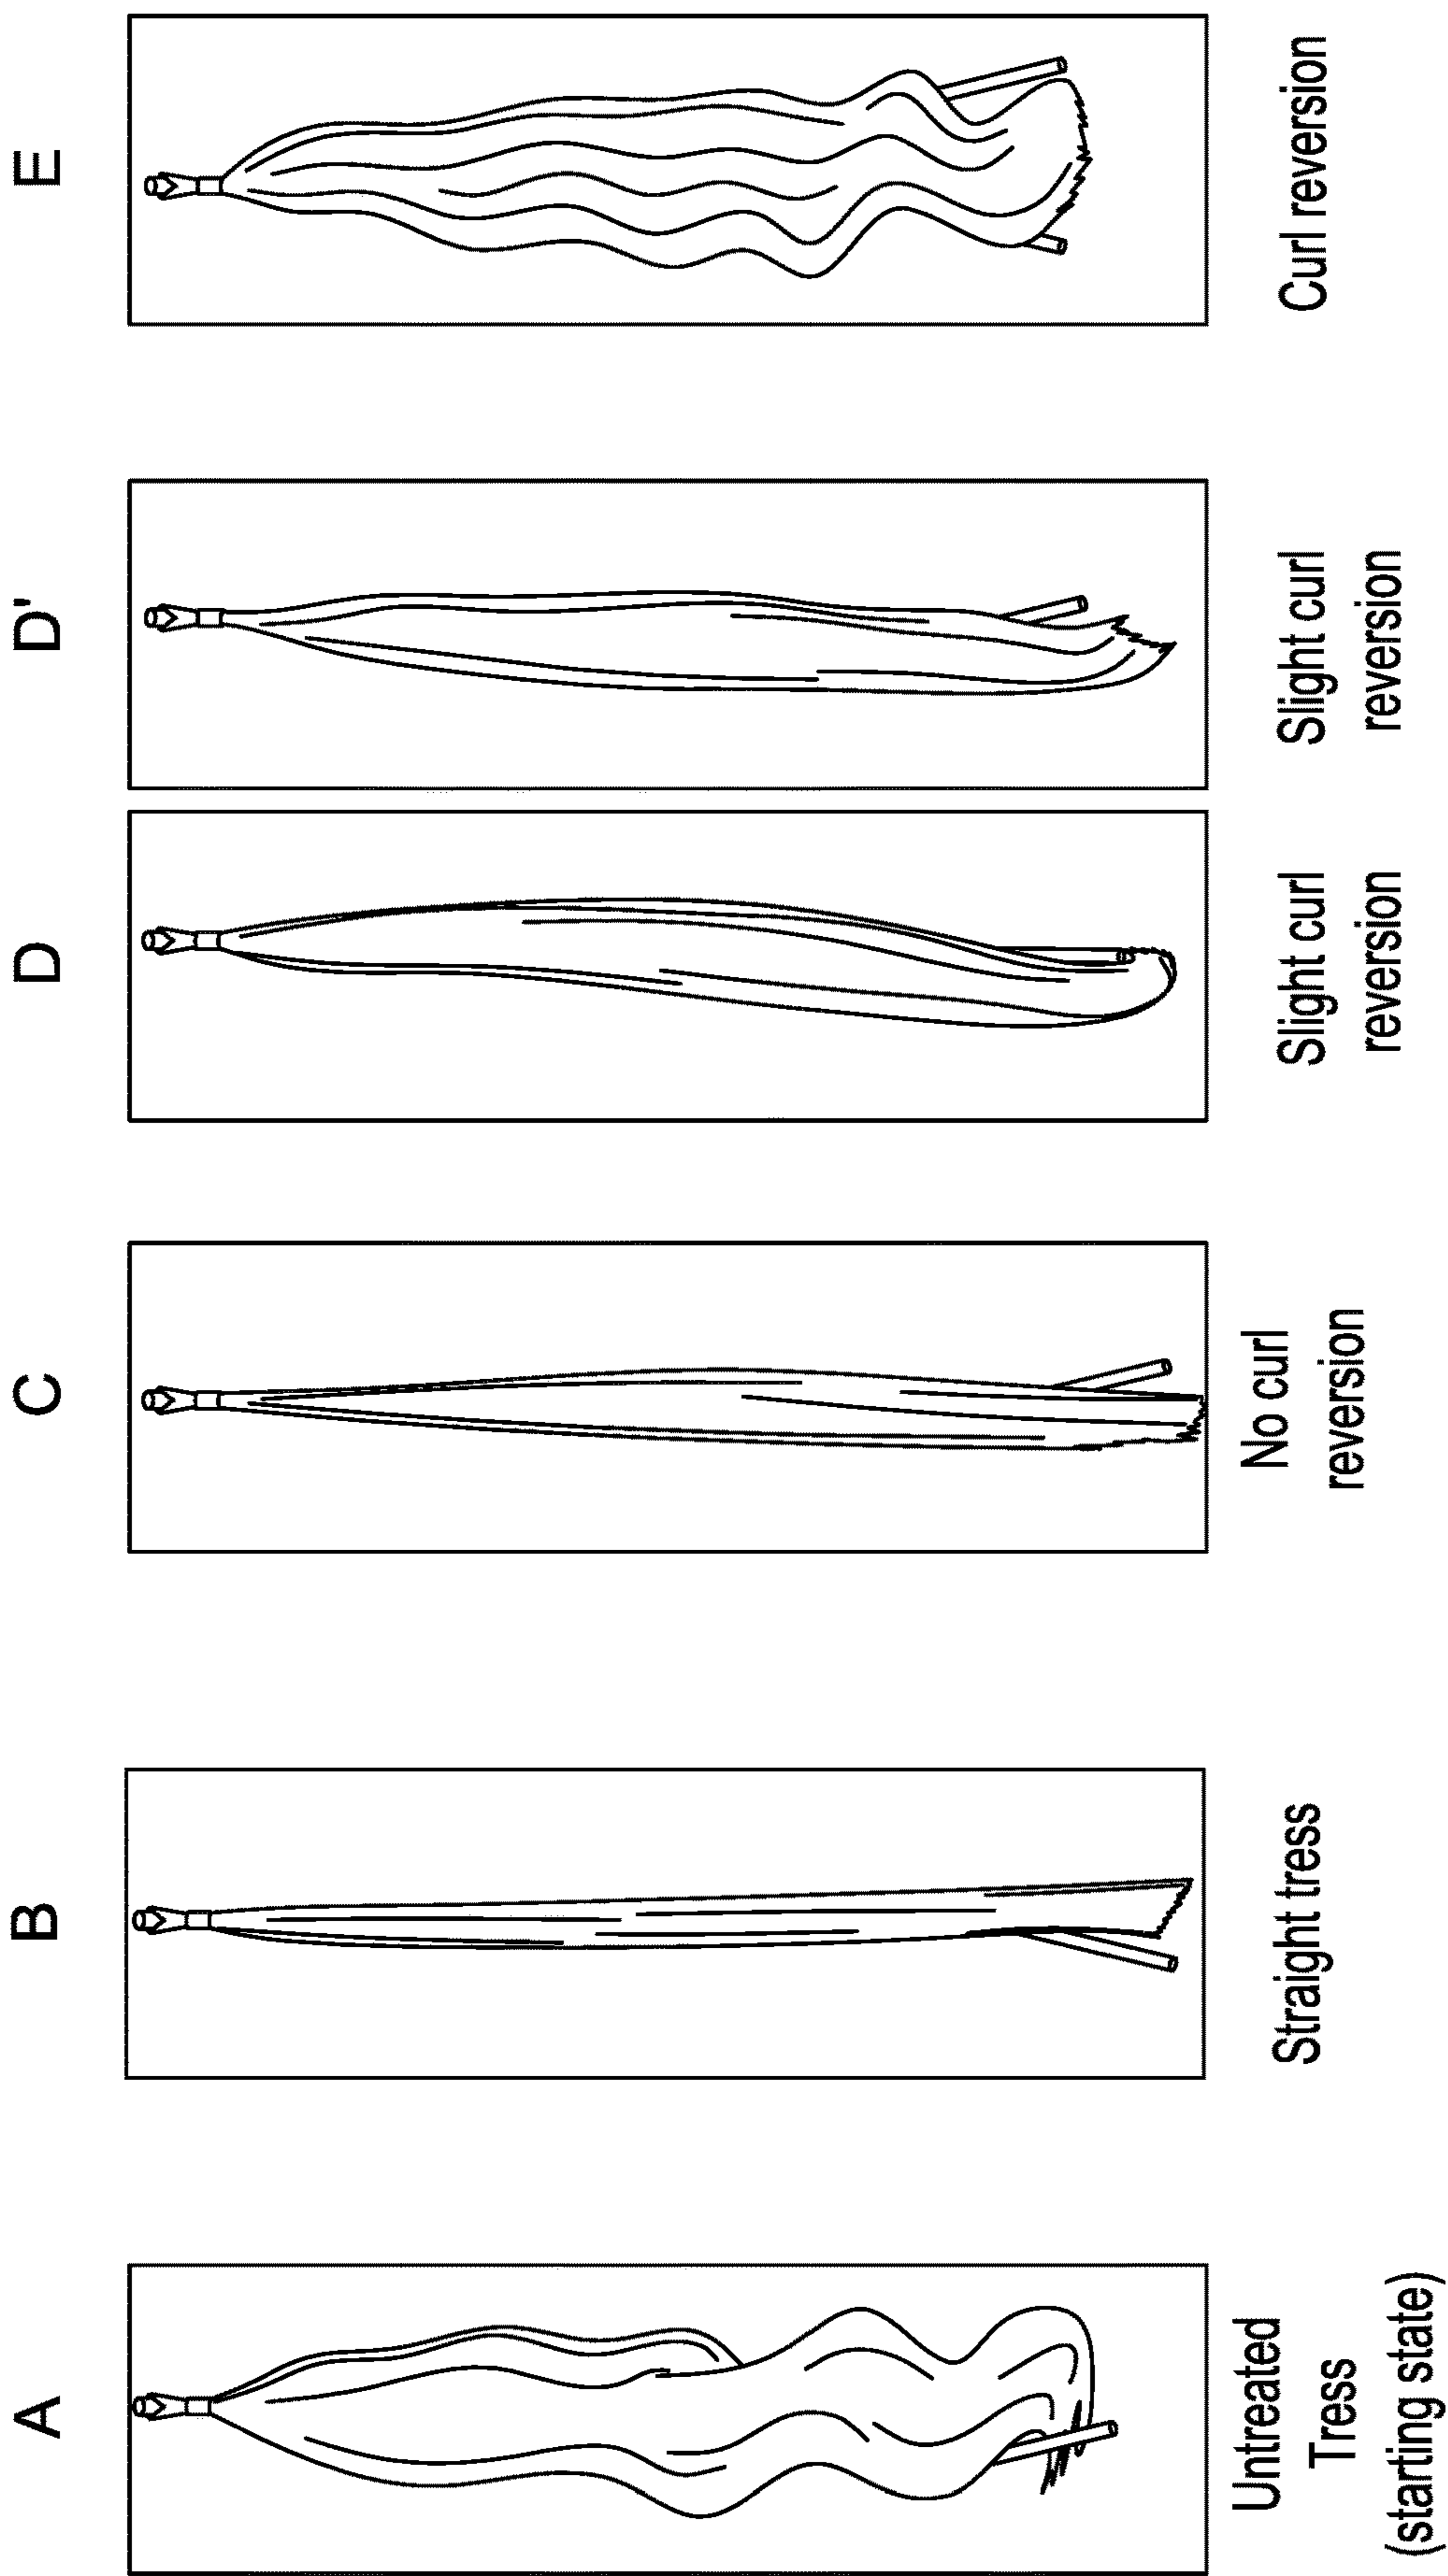 A
Untreated
Tress
(starting state)
B
Straight tress
C
No curl
reversion
D
Slight curl
reversion
D'
Slight curl
reversion
E
Curl reversion